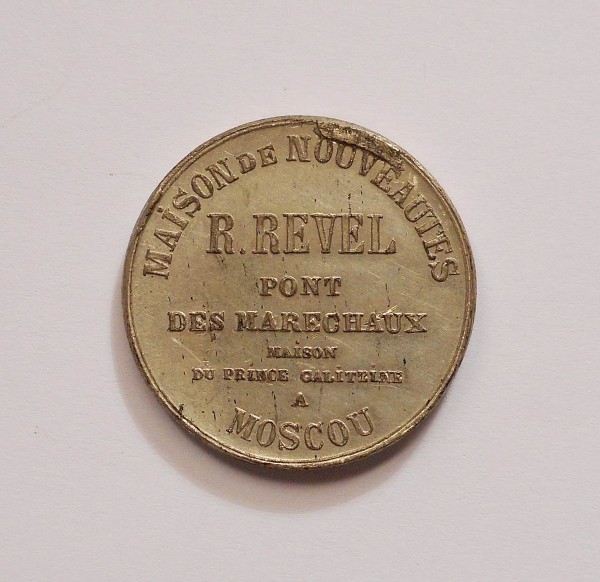 MAISON DE NOUVEAUTES
R. REVEL
PONT
DES MARECHAUX
MAISON
DU PRINCE GALITZINE
A
MOSCOU